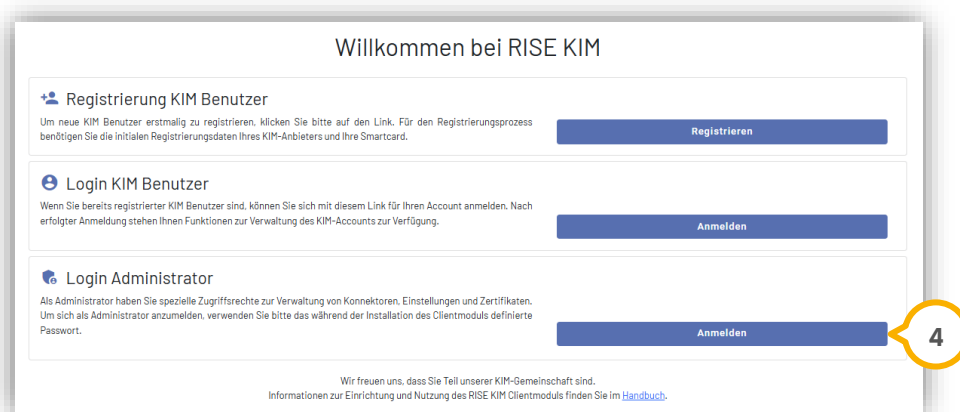 Willkommen bei RISE KIM
Registrierung KIM Benutzer
Um neue KIM Benutzer erstmalig zu registrieren, klicken Sie bitte auf den Link. Für den Registrierungsprozess
benötigen Sie die initialen Registrierungsdaten Ihres KIM-Anbieters und Ihre Smartcard.
Registrieren
Login KIM Benutzer
Wenn Sie bereits registrierter KIM Benutzer sind, können Sie sich mit diesem Link für Ihren Account anmelden. Nach
erfolgter Anmeldung stehen Ihnen Funktionen zur Verwaltung des KIM-Accounts zur Verfügung.
Anmelden
Login Administrator
Als Administrator haben Sie spezielle Zugriffsrechte zur Verwaltung von Konnektoren, Einstellungen und Zertifikaten.
Um sich als Administrator anzumelden, verwenden Sie bitte das während der Installation des Clientmoduls definierte
Passwort.
Anmelden
4
Wir freuen uns, dass Sie Teil unserer KIM-Gemeinschaft sind.
Informationen zur Einrichtung und Nutzung des RISE KIM Clientmoduls finden Sie im Handbuch.